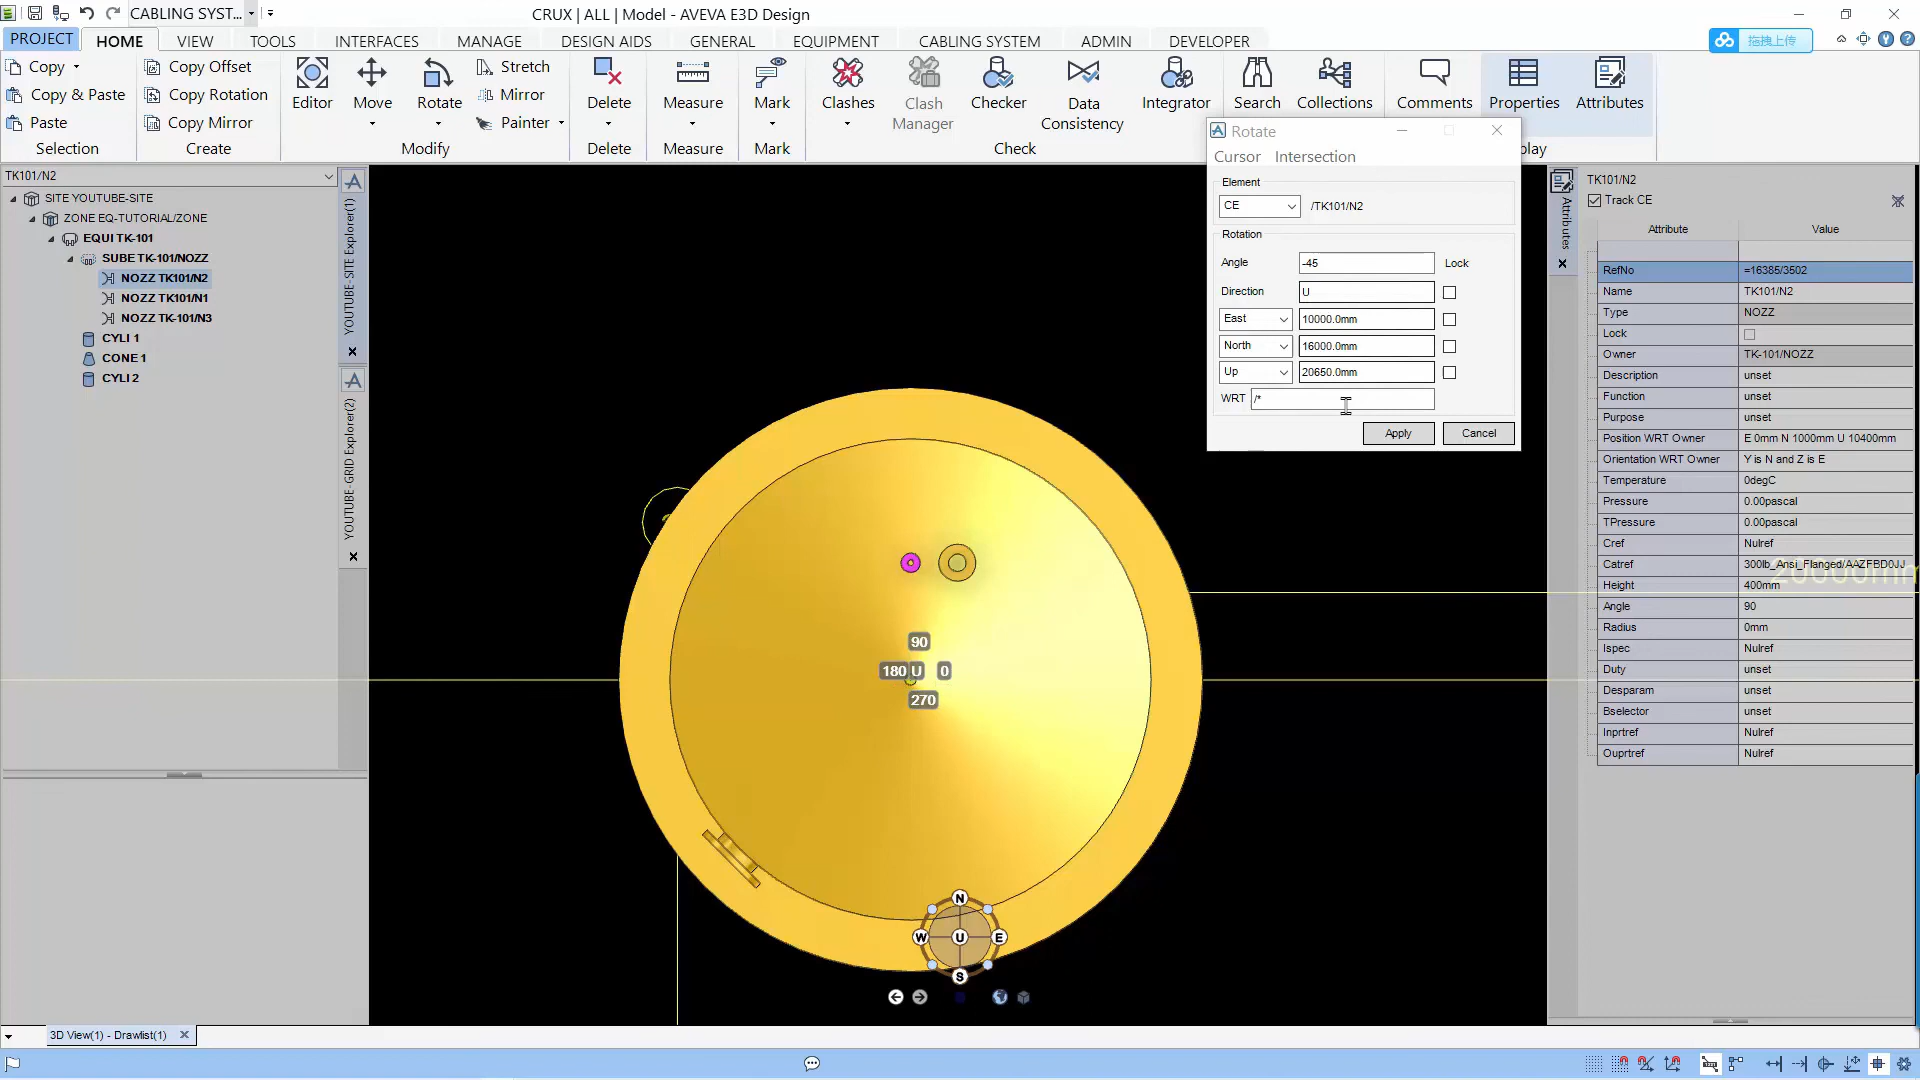 CABLING SYST...
CRUX | ALL | Model - AVEVA E3D Design
PROJECT HOME VIEW TOOLS INTERFACES MANAGE DESIGN AIDS GENERAL EQUIPMENT CABLING SYSTEM ADMIN DEVELOPER
拖拽上传
Copy
Copy & Paste
Paste
Selection
Copy Offset
Copy Rotation
Copy Mirror
Create
Editor
Move
Rotate
Stretch
Mirror
Painter
Modify
Delete
Delete
Measure
Measure
Mark
Mark
Clashes
Clash Manager
Checker
Data Consistency
Integrator
Check
Search
Collections
Comments
Properties
Attributes
play
TK101/N2
SITE YOUTUBE-SITE
ZONE EQ-TUTORIAL/ZONE
EQUI TK-101
SUBE TK-101/NOZZ
NOZZ TK101/N2
NOZZ TK101/N1
NOZZ TK-101/N3
CYLI 1
CONE 1
CYLI 2
YOUTUBE-SITE Explorer(1)
YOUTUBE-GRID Explorer(2)
Rotate
Cursor Intersection
Element
CE /TK101/N2
Rotation
Angle -45 Lock
Direction U
East 10000.0mm
North 16000.0mm
Up 20650.0mm
WRT /*
Apply Cancel
90
180 U 0
270
N
W U E
S
20000mm
Attributes
TK101/N2
Track CE
Attribute Value
RefNo =16385/3502
Name TK101/N2
Type NOZZ
Lock
Owner TK-101/NOZZ
Description unset
Function unset
Purpose unset
Position WRT Owner E 0mm N 1000mm U 10400mm
Orientation WRT Owner Y is N and Z is E
Temperature 0degC
Pressure 0.00pascal
TPressure 0.00pascal
Cref Nulref
Catref 300lb_Ansi_Flanged/AAZFBD0JJ
Height 400mm
Angle 90
Radius 0mm
Ispec Nulref
Duty unset
Desparam unset
Bselector unset
Inprtref Nulref
Ouprtref Nulref
3D View(1) - Drawlist(1)